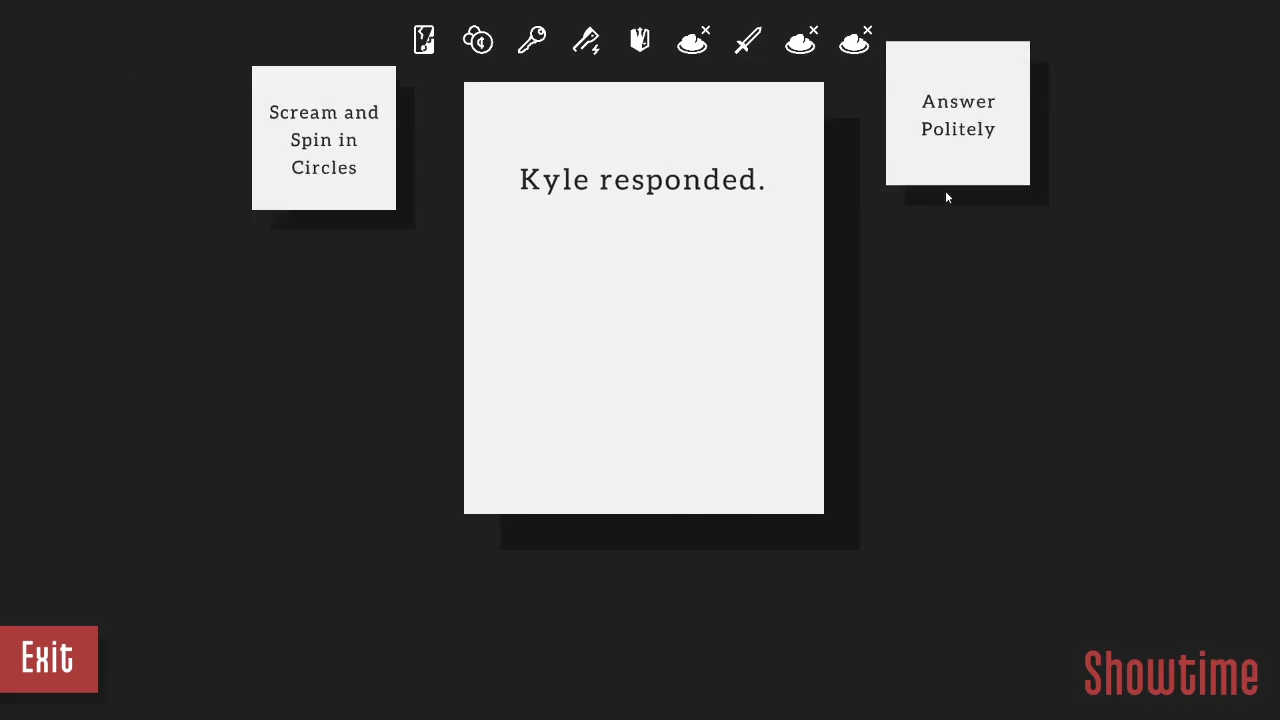 Scream and
Spin in
Circles
Kyle responded.
Answer
Politely
Exit
Showtime